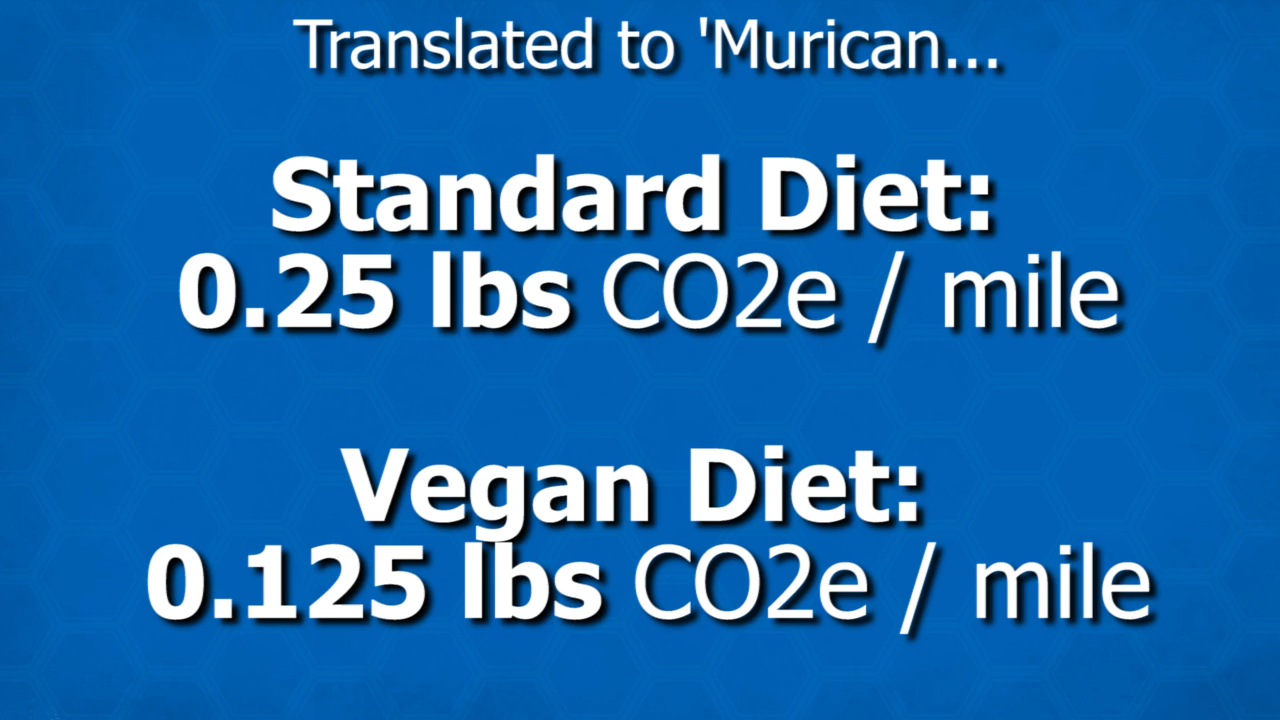 Translated to 'Murican...
Standard Diet:
0.25 lbs CO2e / mile
Vegan Diet:
0.125 lbs CO2e / mile